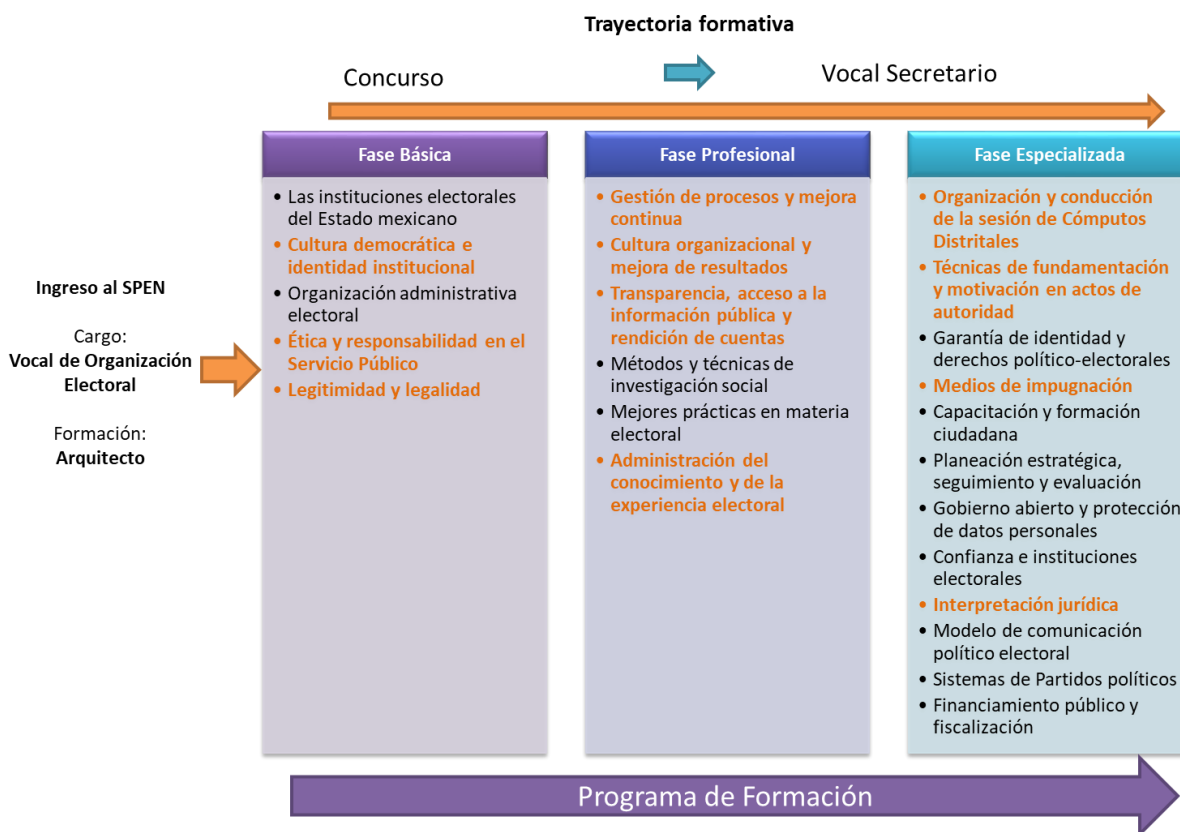 Trayectoria formativa
Concurso
Vocal Secretario
Ingreso al SPEN
Cargo:
Vocal de Organización
Electoral
Formación:
Arquitecto
Fase Básica
• Las instituciones electorales
del Estado mexicano
• Cultura democrática e
identidad institucional
• Organización administrativa
electoral
• Ética y responsabilidad en el
Servicio Público
• Legitimidad y legalidad
Fase Profesional
• Gestión de procesos y mejora
continua
• Cultura organizacional y
mejora de resultados
• Transparencia, acceso a la
información pública y
rendición de cuentas
• Métodos y técnicas de
investigación social
• Mejores prácticas en materia
electoral
• Administración del
conocimiento y de la
experiencia electoral
Fase Especializada
• Organización y conducción
de la sesión de Cómputos
Distritales
• Técnicas de fundamentación
y motivación en actos de
autoridad
• Garantía de identidad y
derechos político-electorales
• Medios de impugnación
• Capacitación y formación
ciudadana
• Planeación estratégica,
seguimiento y evaluación
• Gobierno abierto y protección
de datos personales
• Confianza e instituciones
electorales
• Interpretación jurídica
• Modelo de comunicación
político electoral
• Sistemas de Partidos políticos
• Financiamiento público y
fiscalización
Programa de Formación